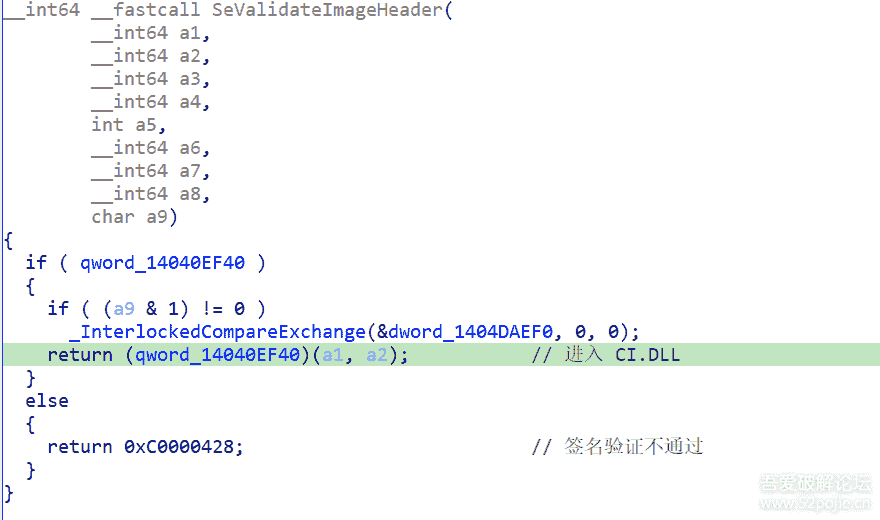 __int64 __fastcall SeValidateImageHeader(
__int64 a1,
__int64 a2,
__int64 a3,
__int64 a4,
int a5,
__int64 a6,
__int64 a7,
__int64 a8,
char a9)
{
if ( qword_14040EF40 )
{
if ( (a9 & 1) != 0 )
_InterlockedCompareExchange(&dword_1404DAEF0, 0, 0);
return (qword_14040EF40)(a1, a2); // 进入 CI.DLL
}
else
{
return 0xC0000428; // 签名验证不通过
}
}
吾爱破解论坛
www.52pojie.cn